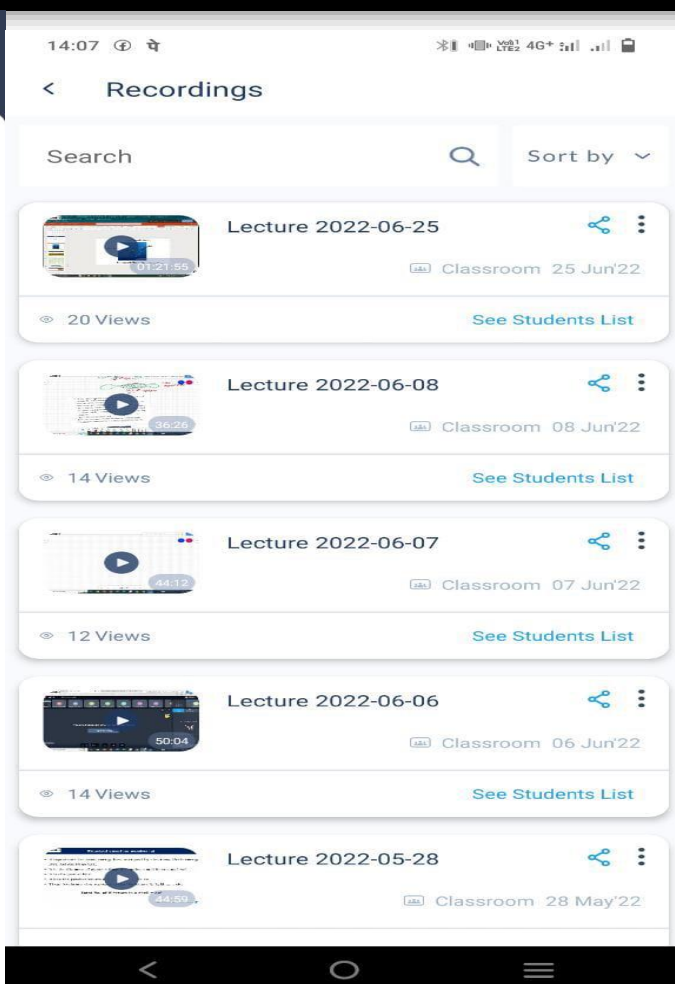 14:07 पे VoB1 LTE2 4G+
Recordings
Search Sort by
Lecture 2022-06-25
01:21:55
Classroom 25 Jun'22
20 Views See Students List
Lecture 2022-06-08
36:26
Classroom 08 Jun'22
14 Views See Students List
Lecture 2022-06-07
44:12
Classroom 07 Jun'22
12 Views See Students List
Lecture 2022-06-06
50:04
Classroom 06 Jun'22
14 Views See Students List
Lecture 2022-05-28
44:59
Classroom 28 May'22